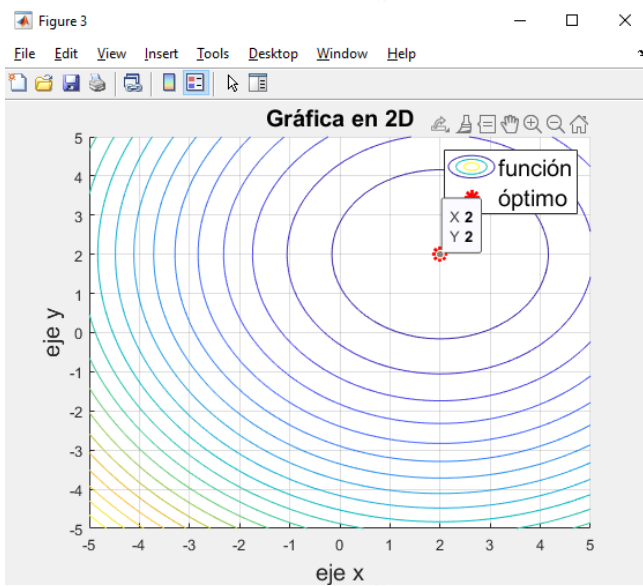 Figure 3
File Edit View Insert Tools Desktop Window Help
Gráfica en 2D
función
óptimo
X 2
Y 2
5
4
3
2
1
0
-1
-2
-3
-4
-5
eje y
-5 -4 -3 -2 -1 0 1 2 3 4 5
eje x